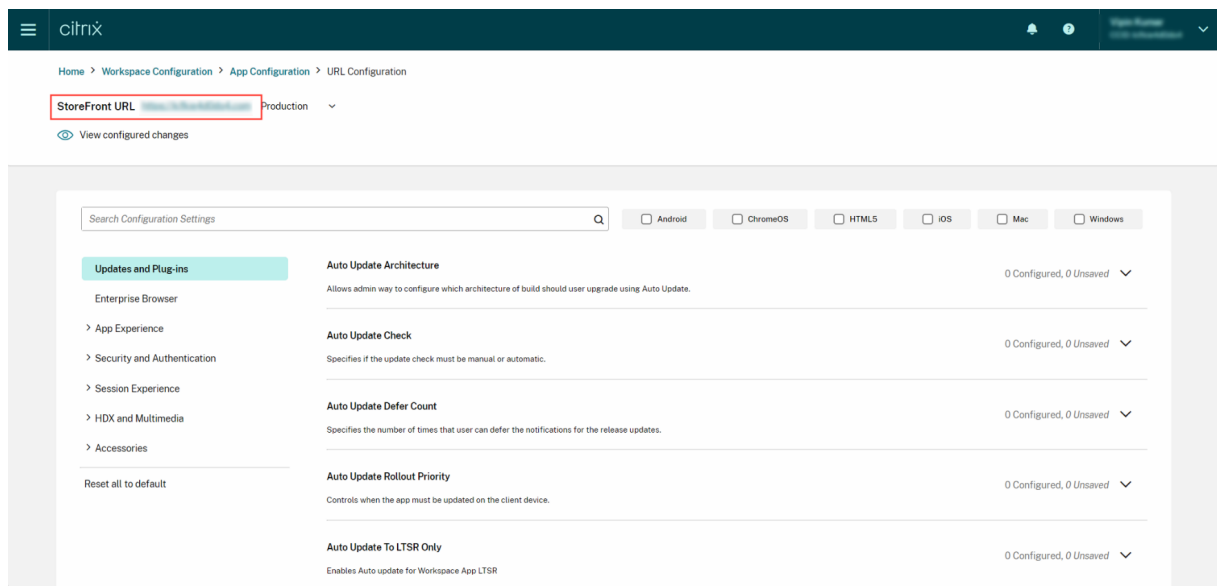 citrix
Home > Workspace Configuration > App Configuration > URL Configuration
StoreFront URL Production
View configured changes
Search Configuration Settings
Android ChromeOS HTML5 iOS Mac Windows
Updates and Plug-ins
Enterprise Browser
> App Experience
> Security and Authentication
> Session Experience
> HDX and Multimedia
> Accessories
Reset all to default
Auto Update Architecture
0 Configured, 0 Unsaved
Allows admin way to configure which architecture of build should user upgrade using Auto Update.
Auto Update Check
0 Configured, 0 Unsaved
Specifies if the update check must be manual or automatic.
Auto Update Defer Count
0 Configured, 0 Unsaved
Specifies the number of times that user can defer the notifications for the release updates.
Auto Update Rollout Priority
0 Configured, 0 Unsaved
Controls when the app must be updated on the client device.
Auto Update To LTSR Only
0 Configured, 0 Unsaved
Enables Auto update for Workspace App LTSR